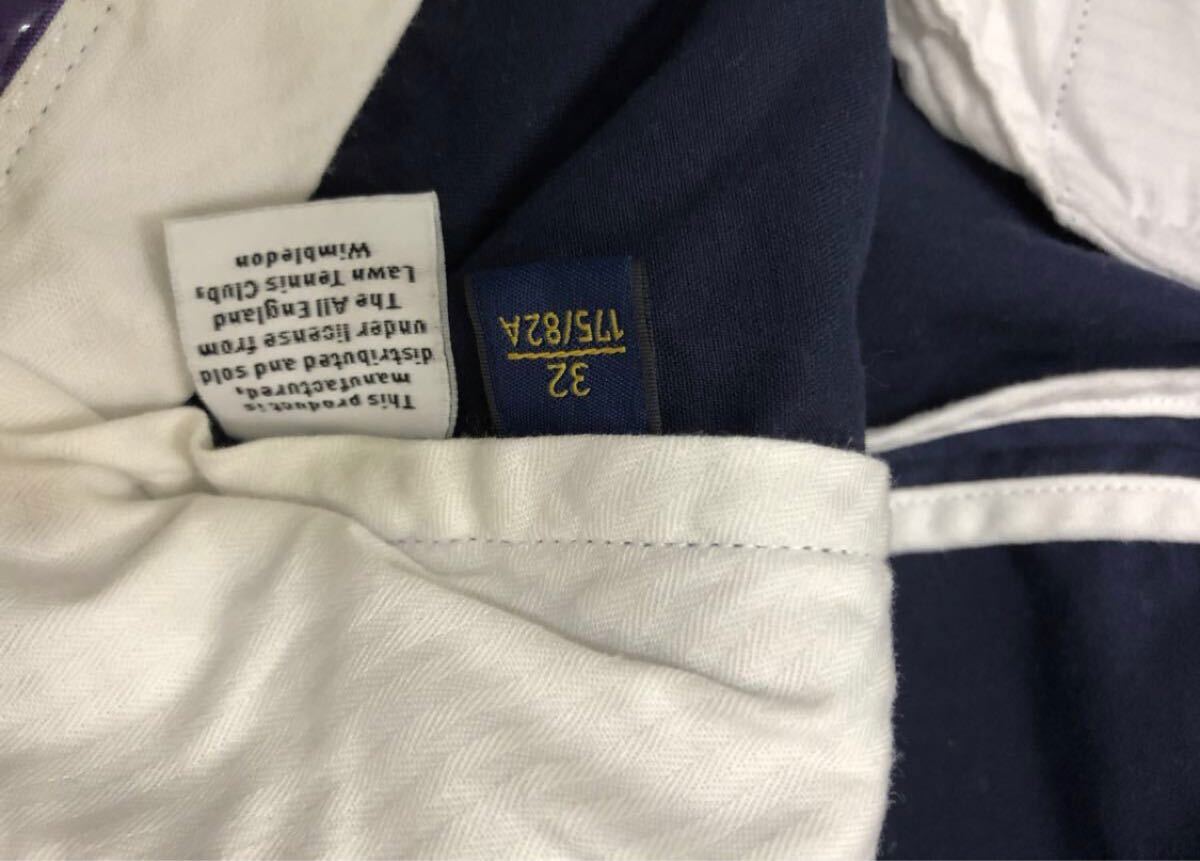 This product is
manufactured,
distributed and sold
under license from
The All England
Lawn Tennis Club,
Wimbledon
32
175/82A